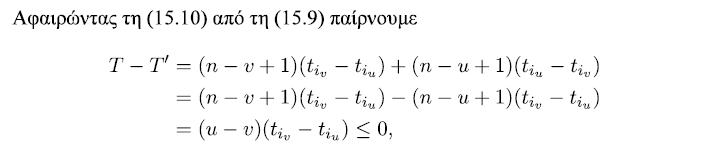 Αφαιρώντας τη (15.10) από τη (15.9) παίρνουμε
T − T′ = (n − v + 1)(t_{i_v} − t_{i_u}) + (n − u + 1)(t_{i_u} − t_{i_v})
= (n − v + 1)(t_{i_v} − t_{i_u}) − (n − u + 1)(t_{i_v} − t_{i_u})
= (u − v)(t_{i_v} − t_{i_u}) ≤ 0,